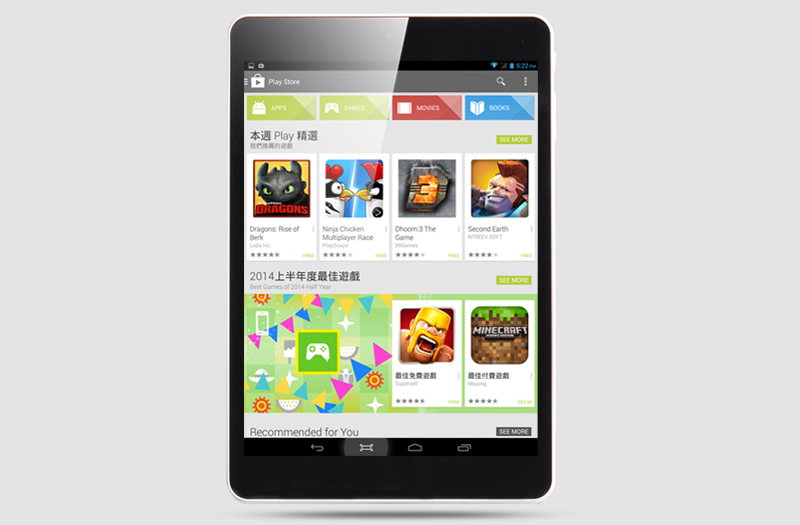 5:22 PM
Play Store
APPS
GAMES
MOVIES
BOOKS
本週 Play 精選
我們推薦的遊戲
SEE MORE
DRAGONS
3
Dragons: Rise of
Berk
Ludia Inc.
FREE
Ninja Chicken
Multiplayer Race
PlayScape
FREE
Dhoom:3 The
Game
99Games
FREE
Second Earth
NTREEV SOFT
FREE
2014上半年度最佳遊戲
Best Games of 2014 Half Year
SEE MORE
最佳免費遊戲
Supercell
FREE
MINECRAFT
最佳付費遊戲
Mojang
Recommended for You
SEE MORE